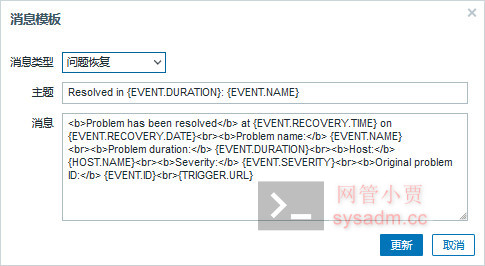 消息模板
消息类型 问题恢复
主题 Resolved in {EVENT.DURATION}: {EVENT.NAME}
消息 <b>Problem has been resolved</b> at {EVENT.RECOVERY.TIME} on
{EVENT.RECOVERY.DATE}<br><b>Problem name:</b> {EVENT.NAME}
<br><b>Problem duration:</b> {EVENT.DURATION}<br><b>Host:</b>
{HOST.NAME}<br><b>Severity:</b> {EVENT.SEVERITY}<br><b>Original problem
ID:</b> {EVENT.ID}<br>{TRIGGER.URL}
网管小贾
sysadm.cc
更新 取消